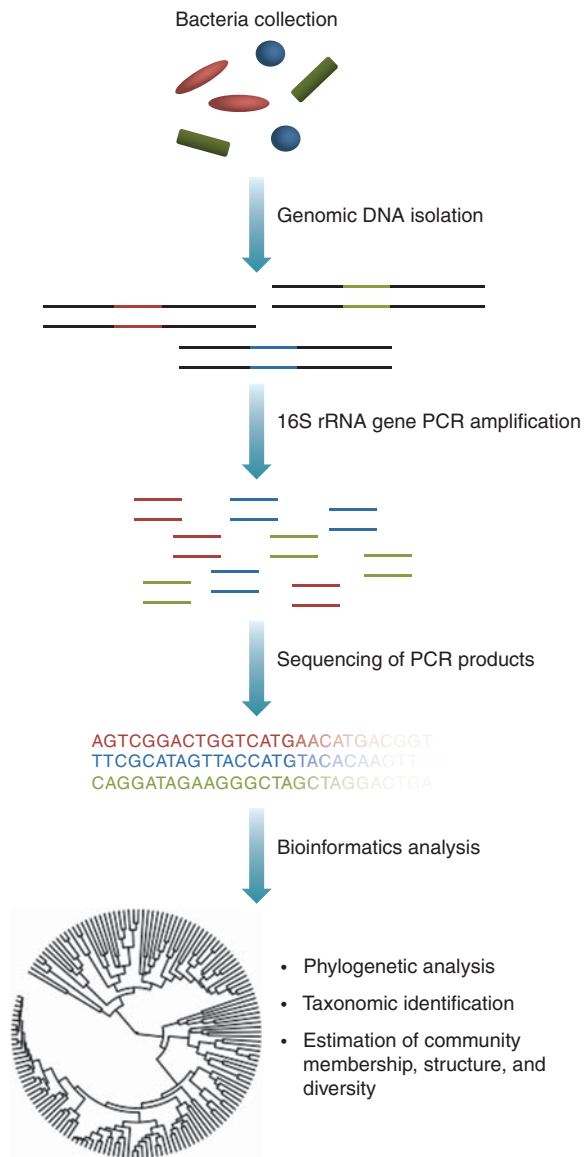 Bacteria collection
Genomic DNA isolation
16S rRNA gene PCR amplification
Sequencing of PCR products
AGTCGGACTGGTCATGAACATGACGGT
TTCGCATAGTTACCATGTACACAAGTT
CAGGATAGAAGGGCTAGCTAGGACTGA
Bioinformatics analysis
• Phylogenetic analysis
• Taxonomic identification
• Estimation of community
membership, structure, and
diversity